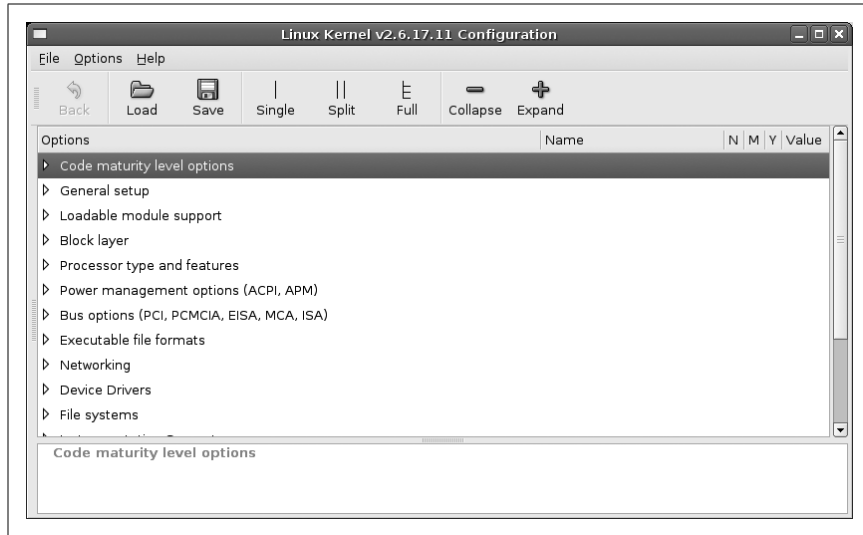 Linux Kernel v2.6.17.11 Configuration
File Options Help
Back Load Save Single Split Full Collapse Expand
Options Name N M Y Value
Code maturity level options
General setup
Loadable module support
Block layer
Processor type and features
Power management options (ACPI, APM)
Bus options (PCI, PCMCIA, EISA, MCA, ISA)
Executable file formats
Networking
Device Drivers
File systems
Code maturity level options